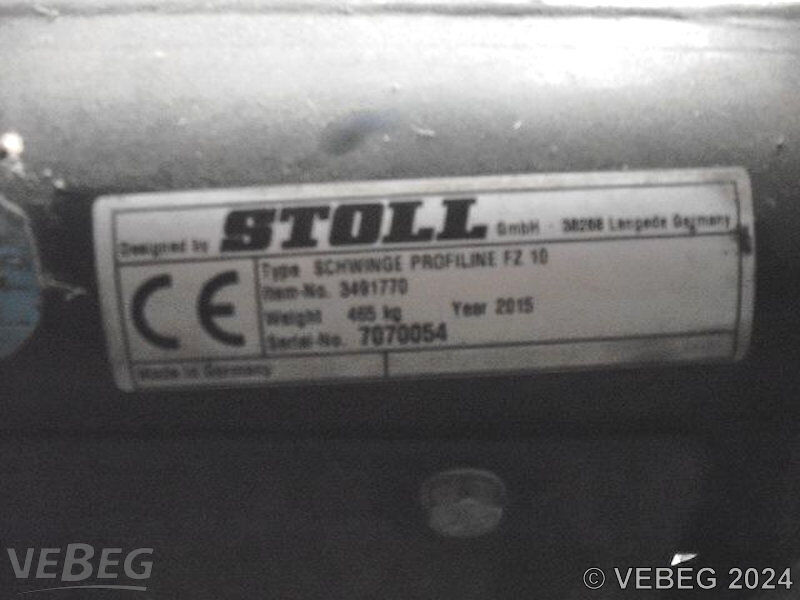 Designed by STOLL GmbH - 38268 Lengede Germany
Type SCHWINGE PROFILINE FZ 10
Item-No. 3491770
Weight 465 kg Year 2015
Serial-No. 7070054
CE
Made in Germany
VEBEG
© VEBEG 2024